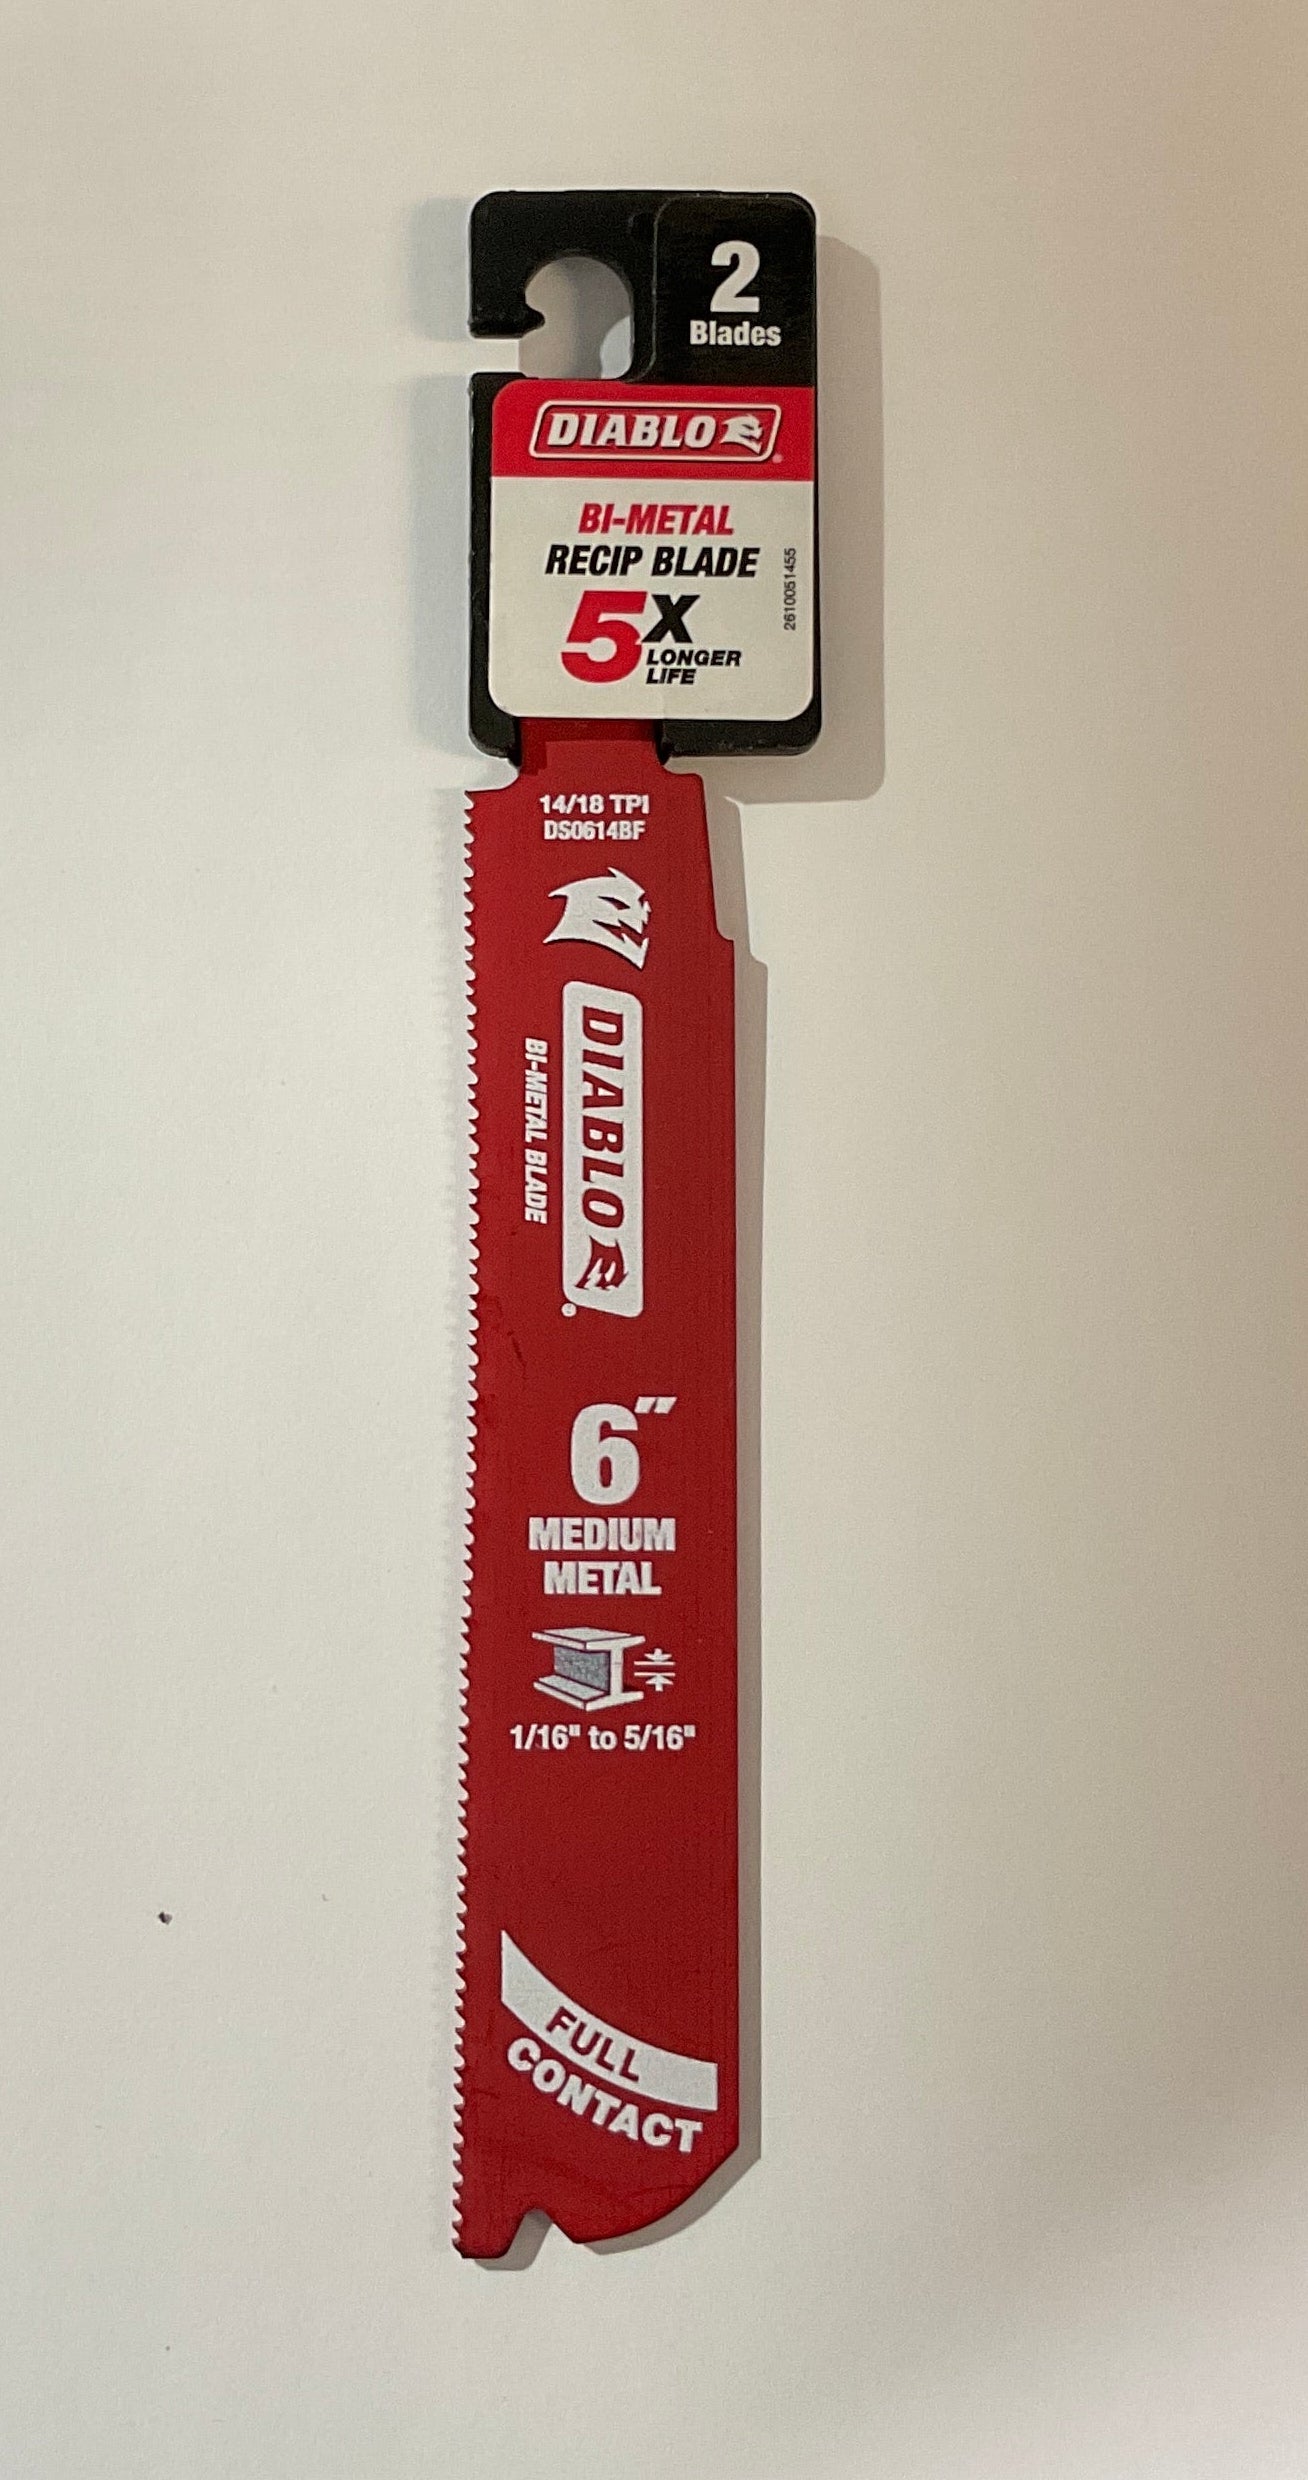 2
Blades
DIABLO
BI-METAL
RECIP BLADE
5X
LONGER
LIFE
2610051455
14/18 TPI
DS0614BF
DIABLO
®
BI-METAL BLADE
6"
MEDIUM
METAL
1/16" to 5/16"
FULL
CONTACT